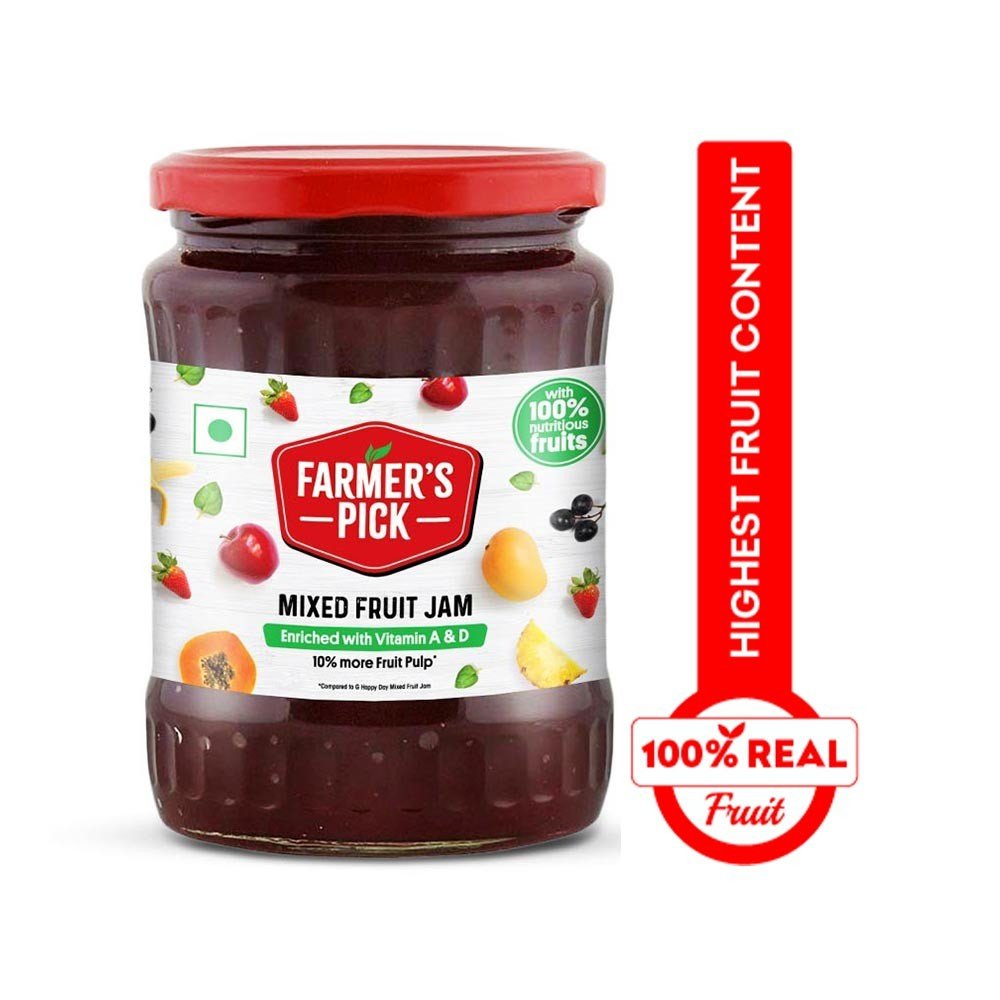 with
100%
nutritious
fruits
FARMER'S
PICK
MIXED FRUIT JAM
Enriched with Vitamin A & D
10% more Fruit Pulp*
*Compared to G Happy Day Mixed Fruit Jam
HIGHEST FRUIT CONTENT
100% REAL
Fruit